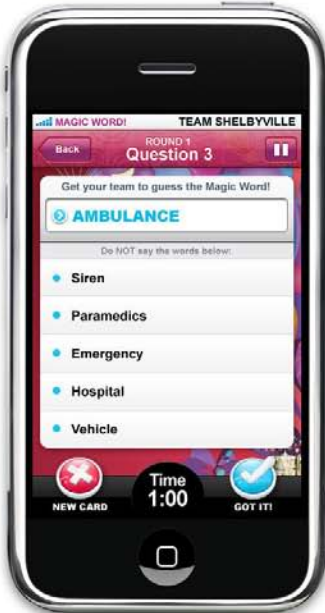 MAGIC WORD! TEAM SHELBYVILLE
Back
ROUND 1
Question 3
Get your team to guess the Magic Word!
AMBULANCE
Do NOT say the words below:
Siren
Paramedics
Emergency
Hospital
Vehicle
Time
1:00
NEW CARD
GOT IT!